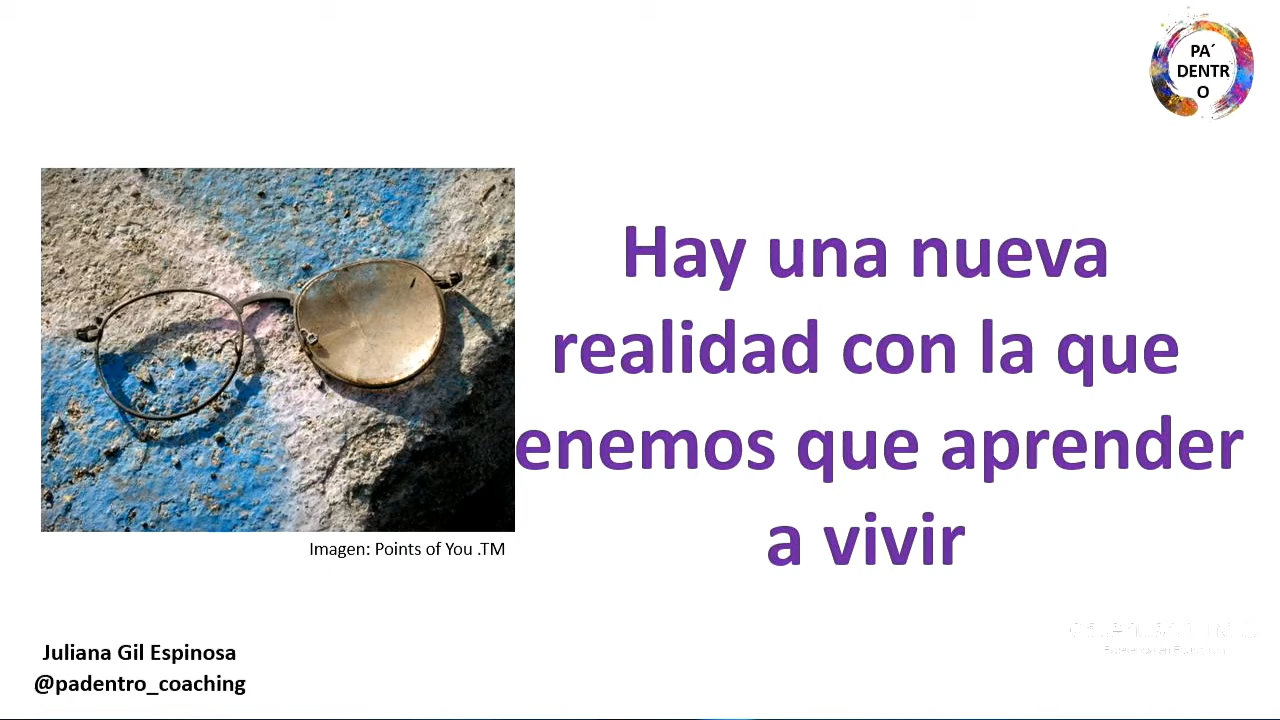 PA´
DENTR
O
Hay una nueva
realidad con la que
enemos que aprender
a vivir
Imagen: Points of You .TM
Juliana Gil Espinosa
@padentro_coaching